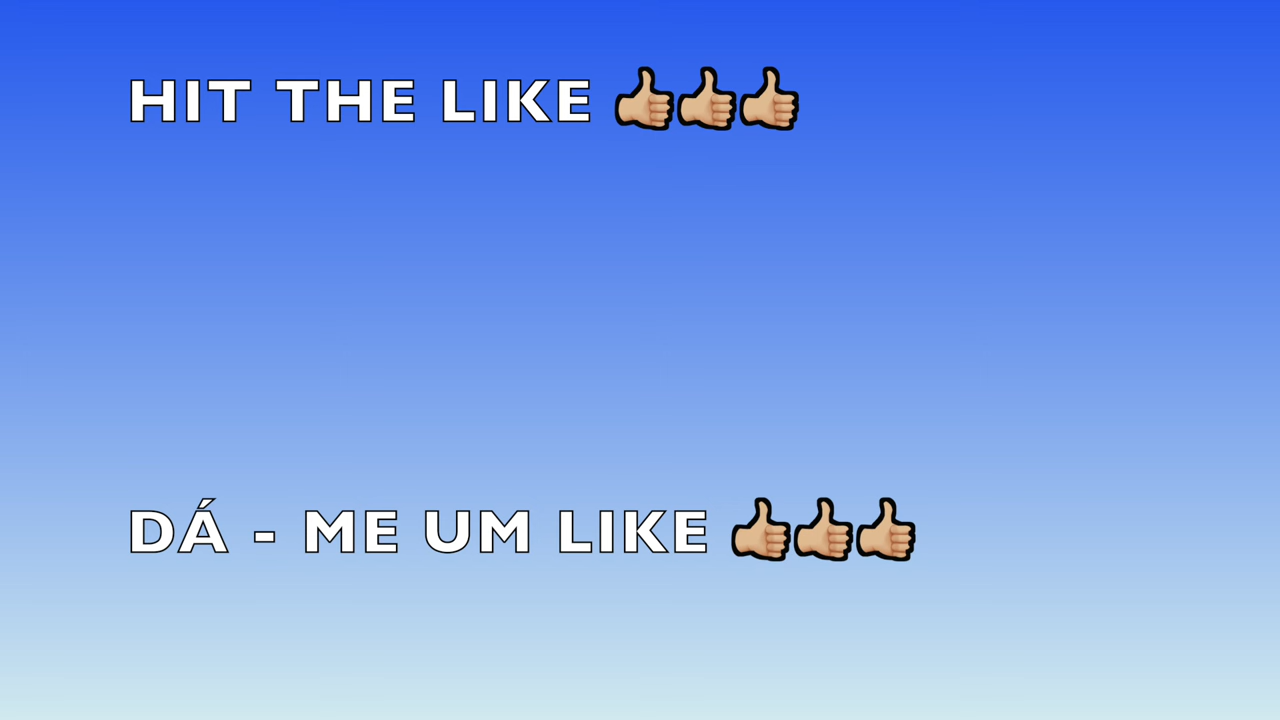 HIT THE LIKE 👍🏼👍🏼👍🏼
DÁ - ME UM LIKE 👍🏼👍🏼👍🏼